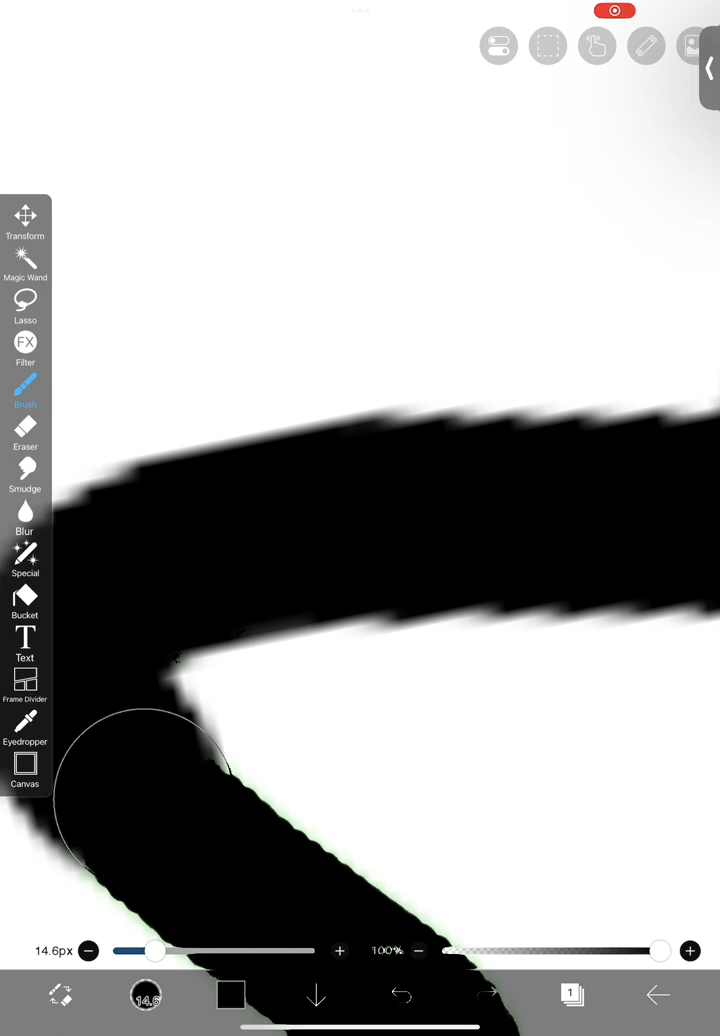 Transform
Magic Wand
Lasso
FX
Filter
Brush
Eraser
Smudge
Blur
Special
Bucket
T
Text
Frame Divider
Eyedropper
Canvas
14.6px
100%
14.6
1